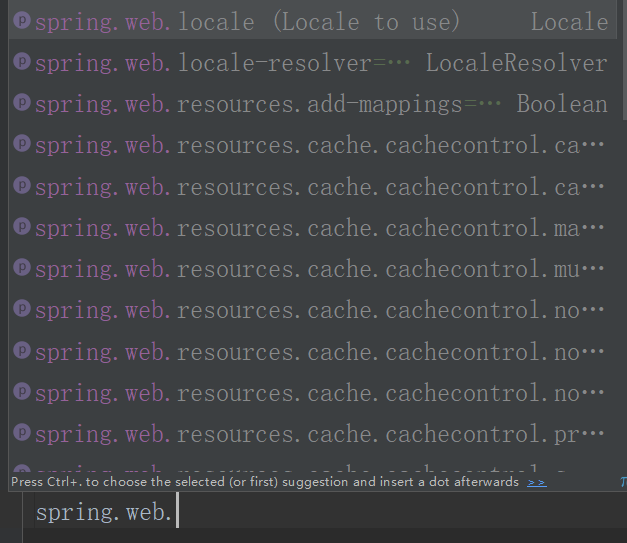 spring.web.locale (Locale to use) Locale
spring.web.locale-resolver=… LocaleResolver
spring.web.resources.add-mappings=… Boolean
spring.web.resources.cache.cachecontrol.ca…
spring.web.resources.cache.cachecontrol.ca…
spring.web.resources.cache.cachecontrol.ma…
spring.web.resources.cache.cachecontrol.mu…
spring.web.resources.cache.cachecontrol.no…
spring.web.resources.cache.cachecontrol.no…
spring.web.resources.cache.cachecontrol.no…
spring.web.resources.cache.cachecontrol.pr…
Press Ctrl+. to choose the selected (or first) suggestion and insert a dot afterwards >>
spring.web.